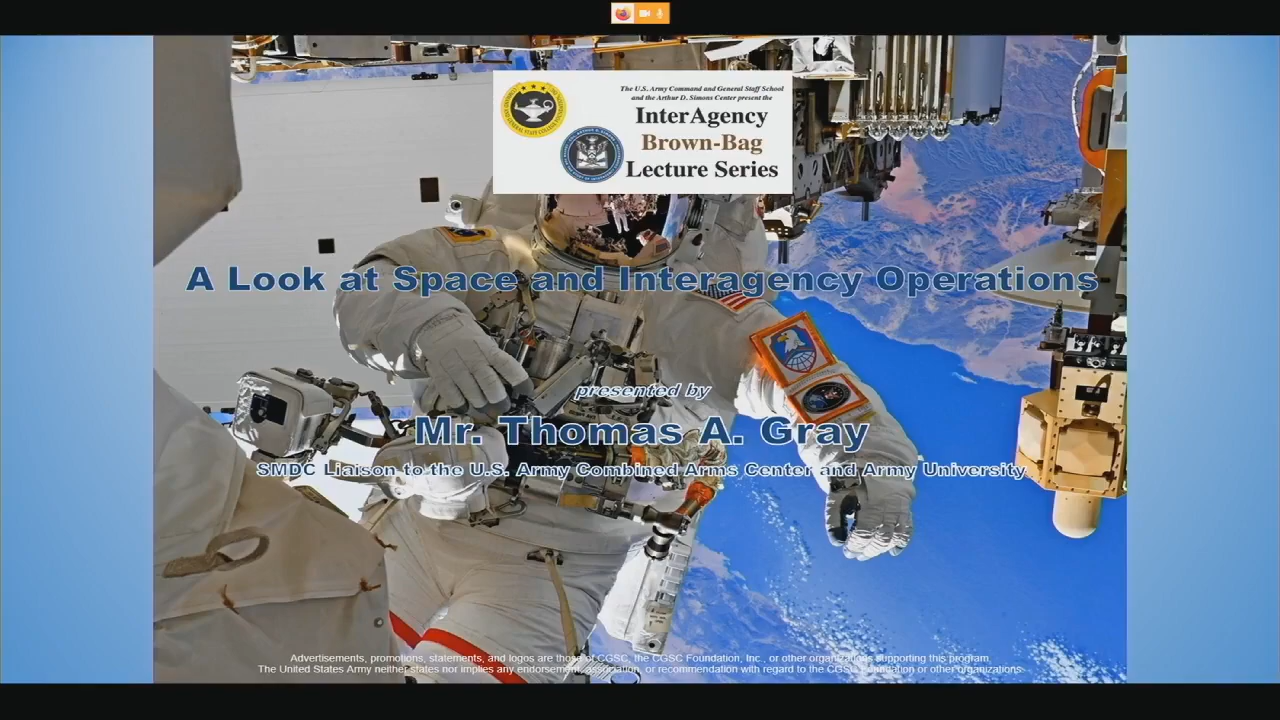 The U.S. Army Command and General Staff School
and the Arthur D. Simons Center present the
InterAgency
Brown-Bag
Lecture Series
A Look at Space and Interagency Operations
presented by
Mr. Thomas A. Gray
SMDC Liaison to the U.S. Army Combined Arms Center and Army University
Advertisements, promotions, statements, and logos are those of CGSC, the CGSC Foundation, Inc., or other organizations supporting this program.
The United States Army neither states nor implies any endorsement, association, or recommendation with regard to the CGSC Foundation or other organizations.